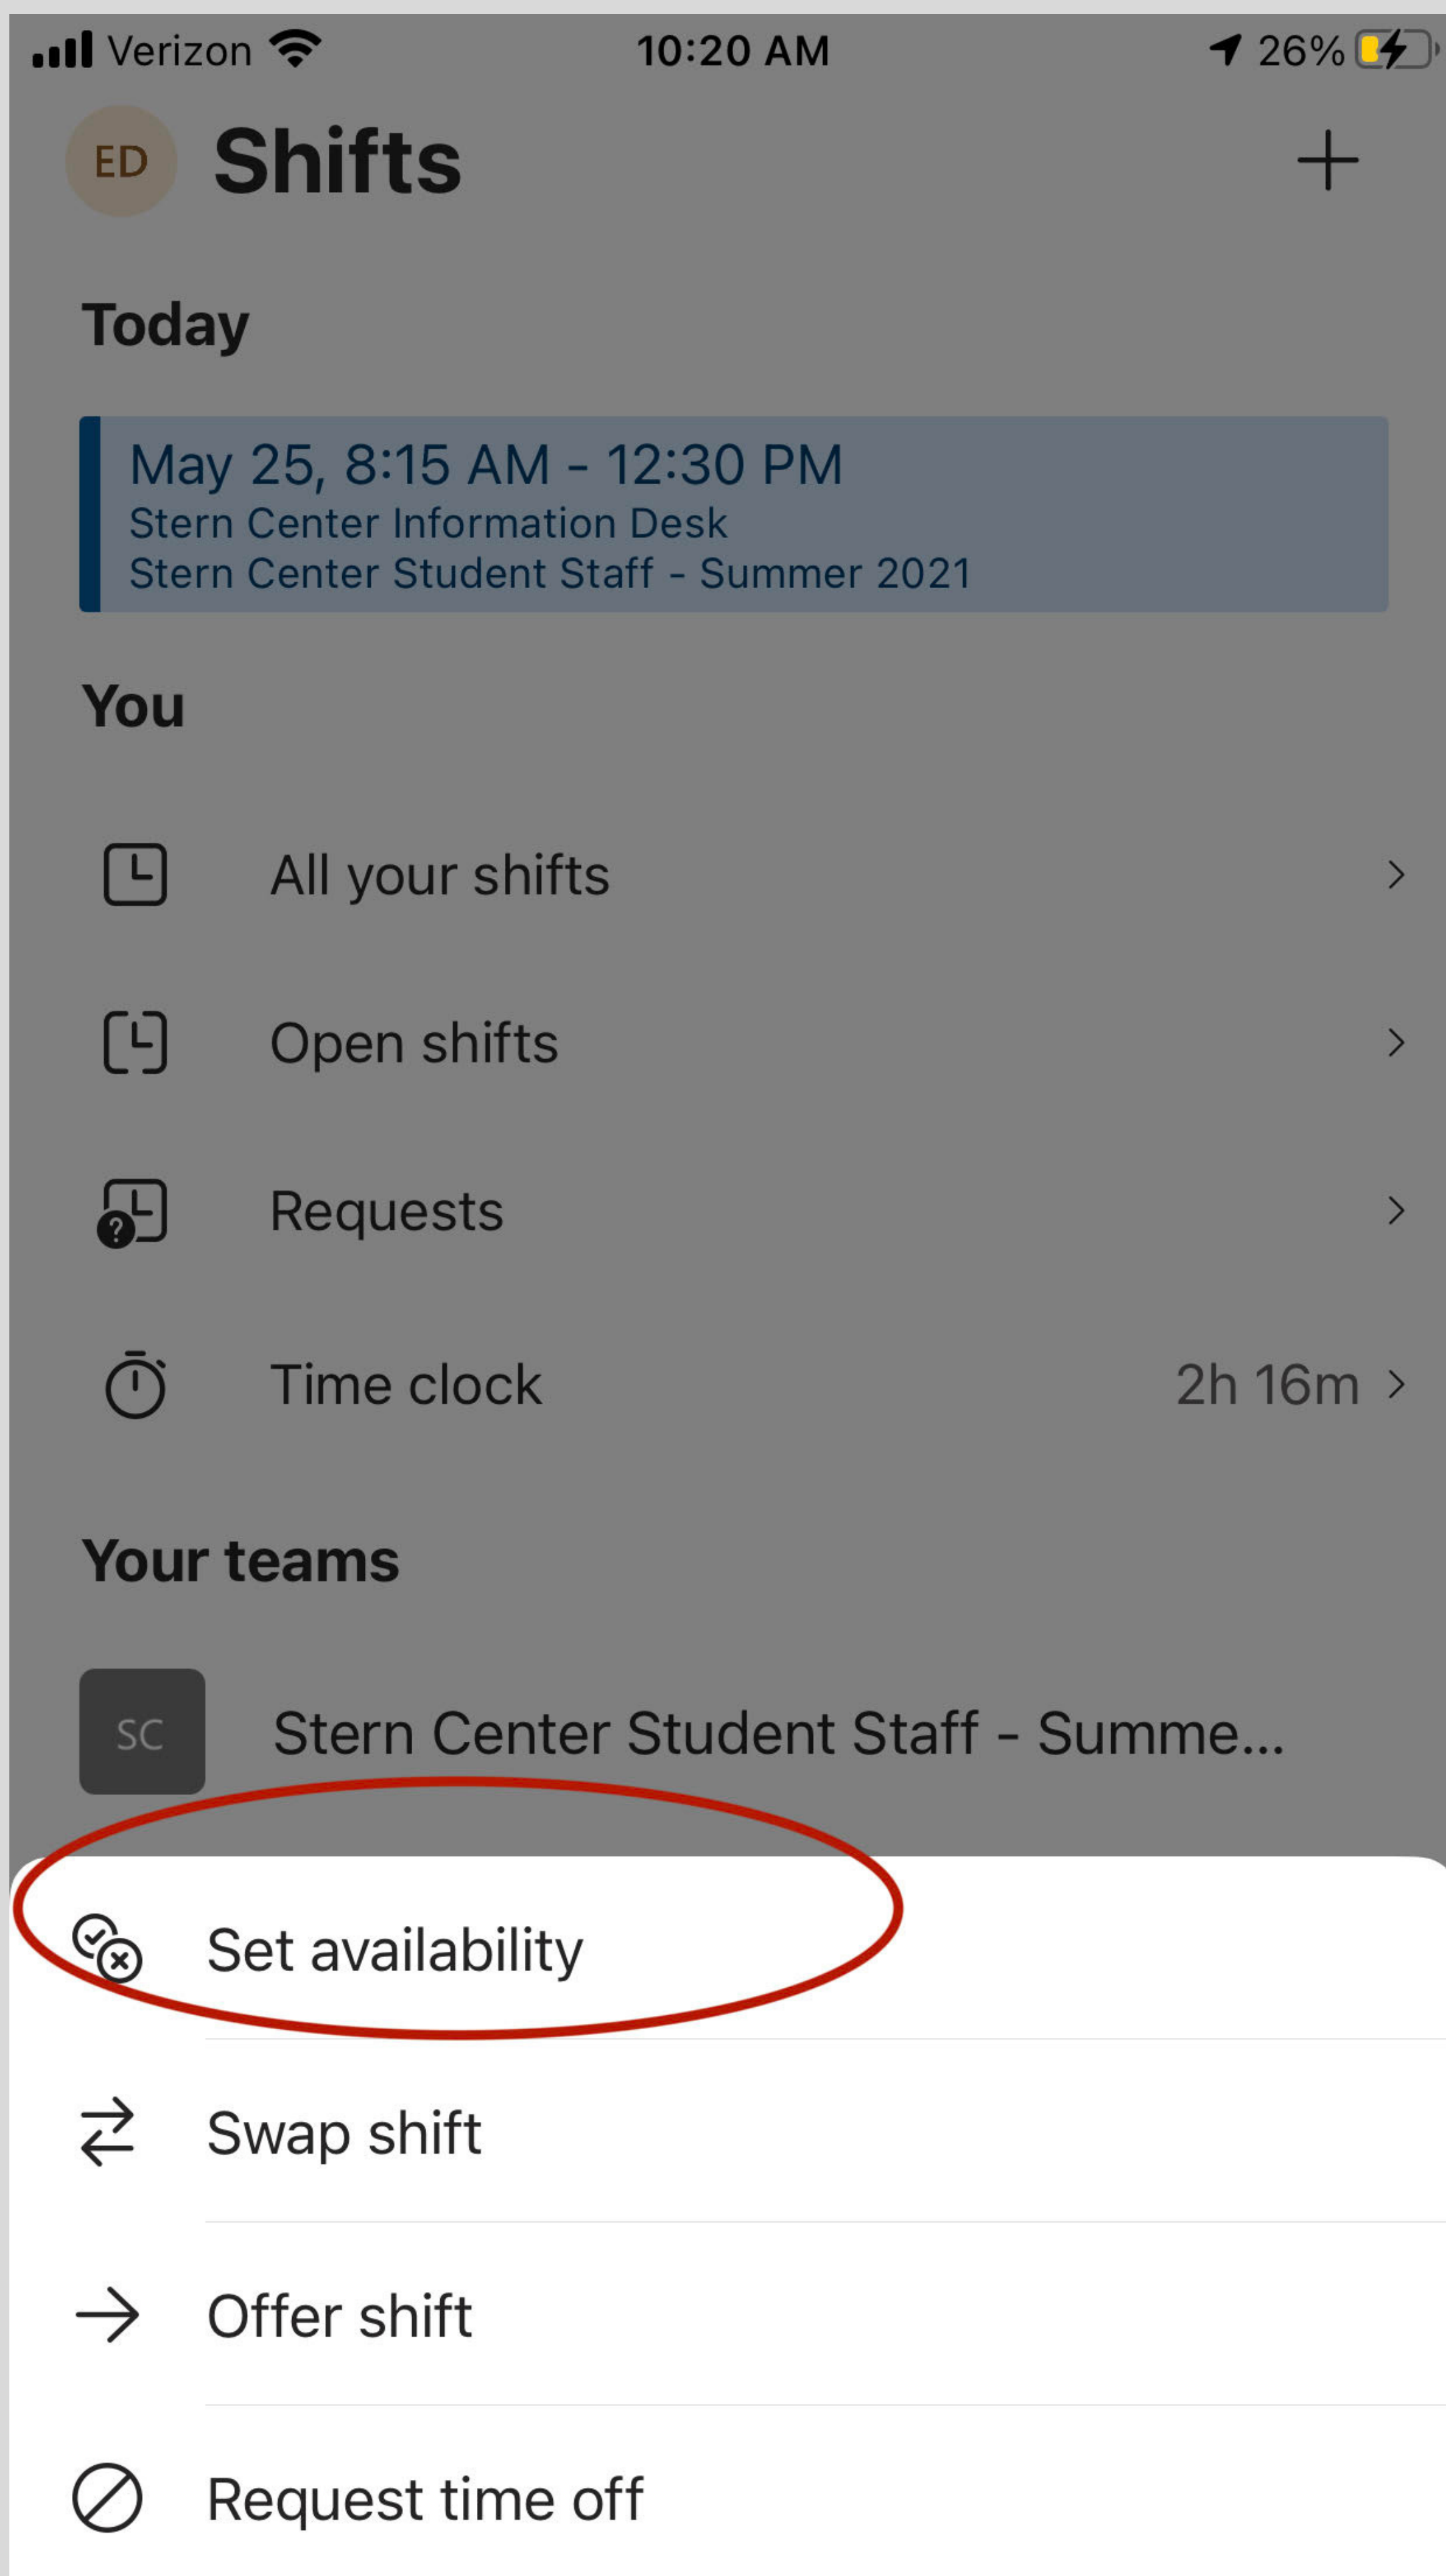 Verizon 10:20 AM 26%
ED Shifts
Today
May 25, 8:15 AM - 12:30 PM
Stern Center Information Desk
Stern Center Student Staff - Summer 2021
You
All your shifts
Open shifts
Requests
Time clock 2h 16m
Your teams
SC Stern Center Student Staff - Summe...
Set availability
Swap shift
Offer shift
Request time off